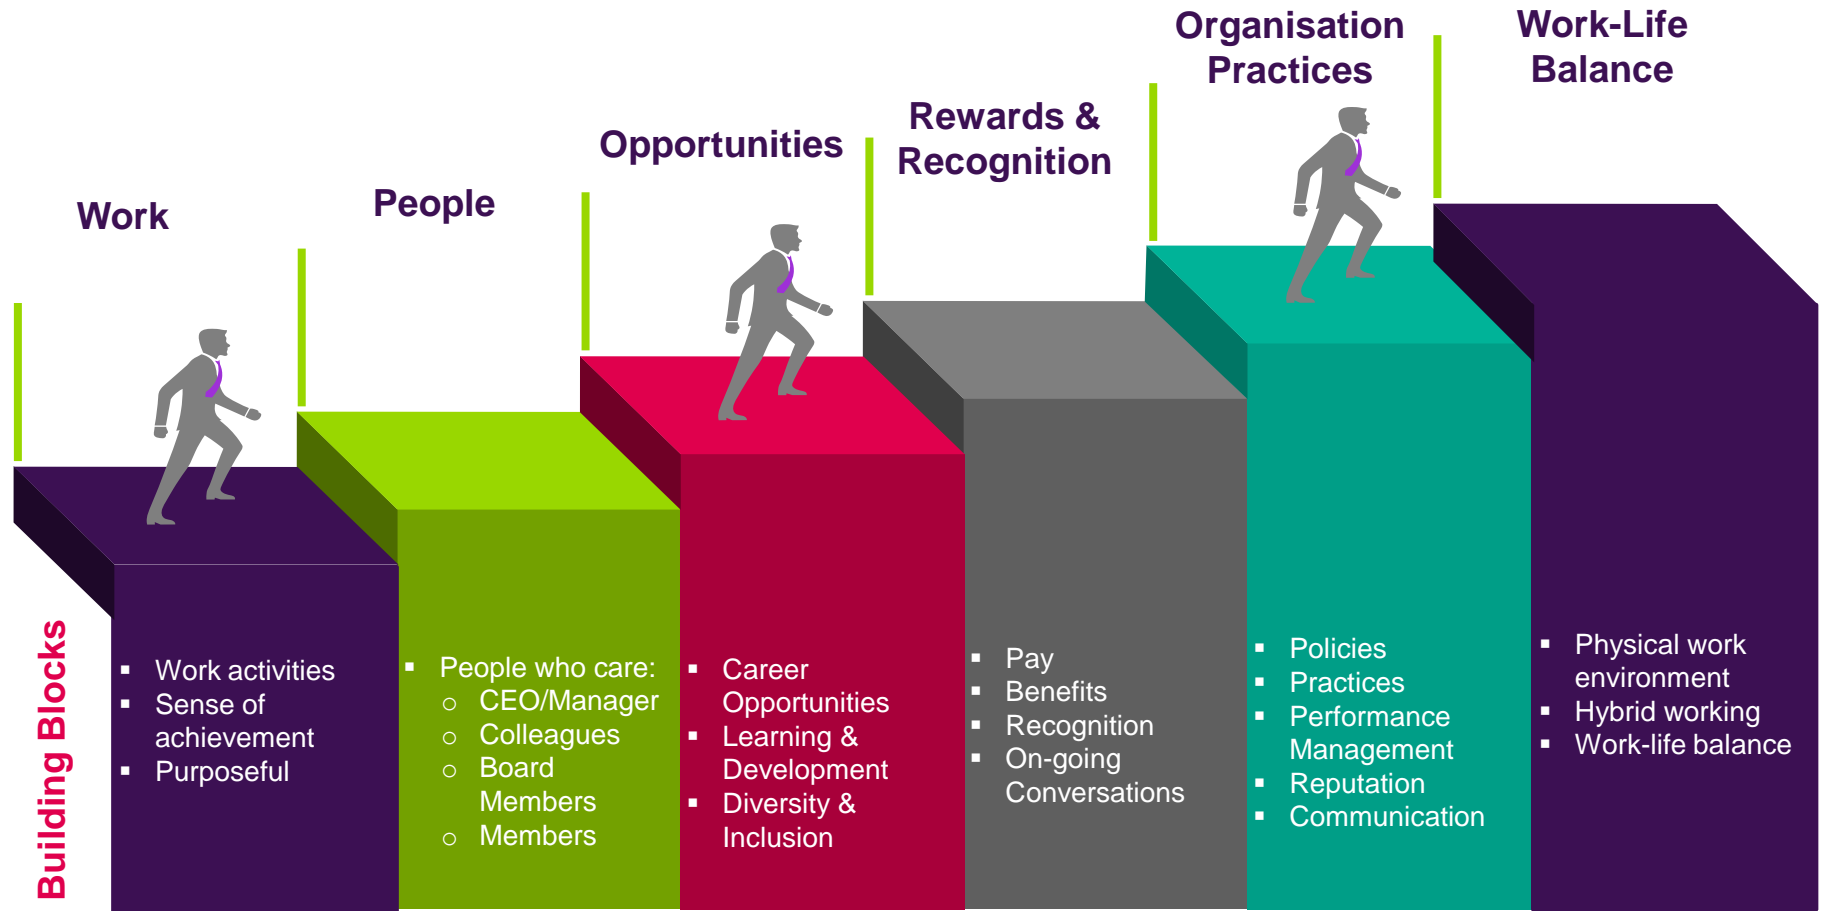 Work
People
Opportunities
Rewards &
Recognition
Organisation
Practices
Work-Life
Balance
Building Blocks
▪ Work activities
▪ Sense of
achievement
▪ Purposeful
▪ People who care:
o CEO/Manager
o Colleagues
o Board
Members
o Members
▪ Career
Opportunities
▪ Learning &
Development
▪ Diversity &
Inclusion
▪ Pay
▪ Benefits
▪ Recognition
▪ On-going
Conversations
▪ Policies
▪ Practices
▪ Performance
Management
▪ Reputation
▪ Communication
▪ Physical work
environment
▪ Hybrid working
▪ Work-life balance